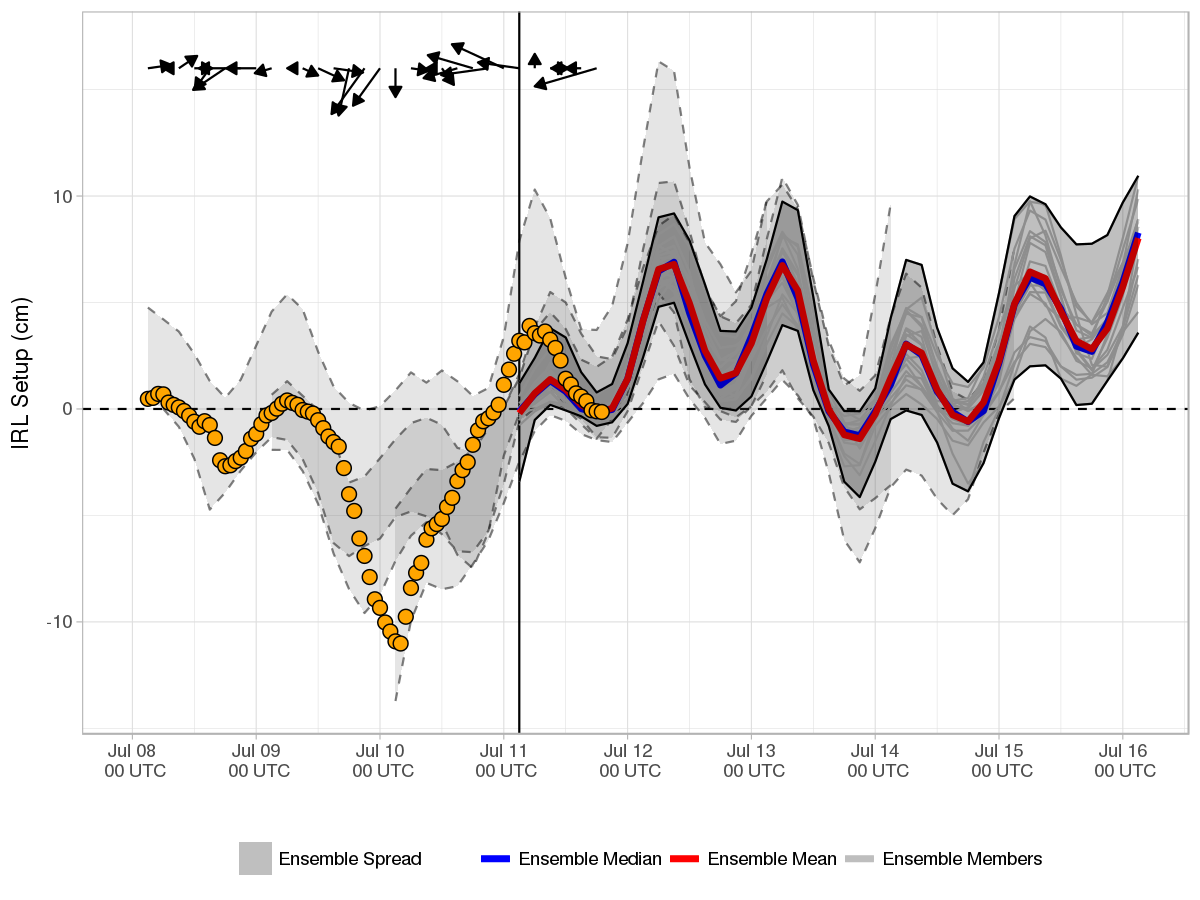 IRL Setup (cm)
10
0
-10
Jul 08 Jul 09 Jul 10 Jul 11 Jul 12 Jul 13 Jul 14 Jul 15 Jul 16
00 UTC 00 UTC 00 UTC 00 UTC 00 UTC 00 UTC 00 UTC 00 UTC 00 UTC
Ensemble Spread Ensemble Median Ensemble Mean Ensemble Members